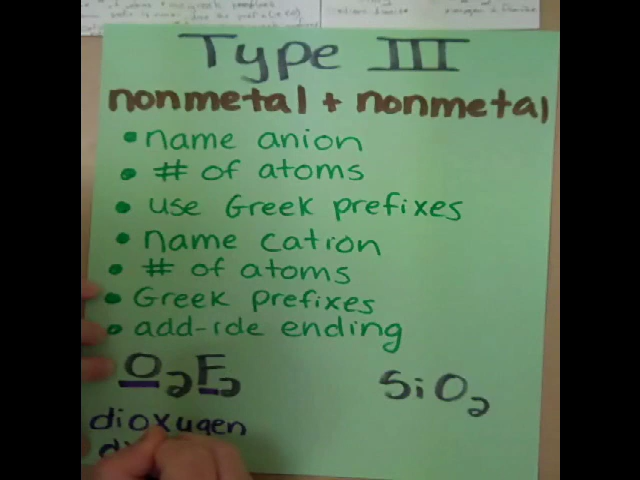 Type III
nonmetal + nonmetal
• name anion
• # of atoms
• use Greek prefixes
• name cation
• # of atoms
• Greek prefixes
• add-ide ending
O₂F₂ SiO₂
dioxugen